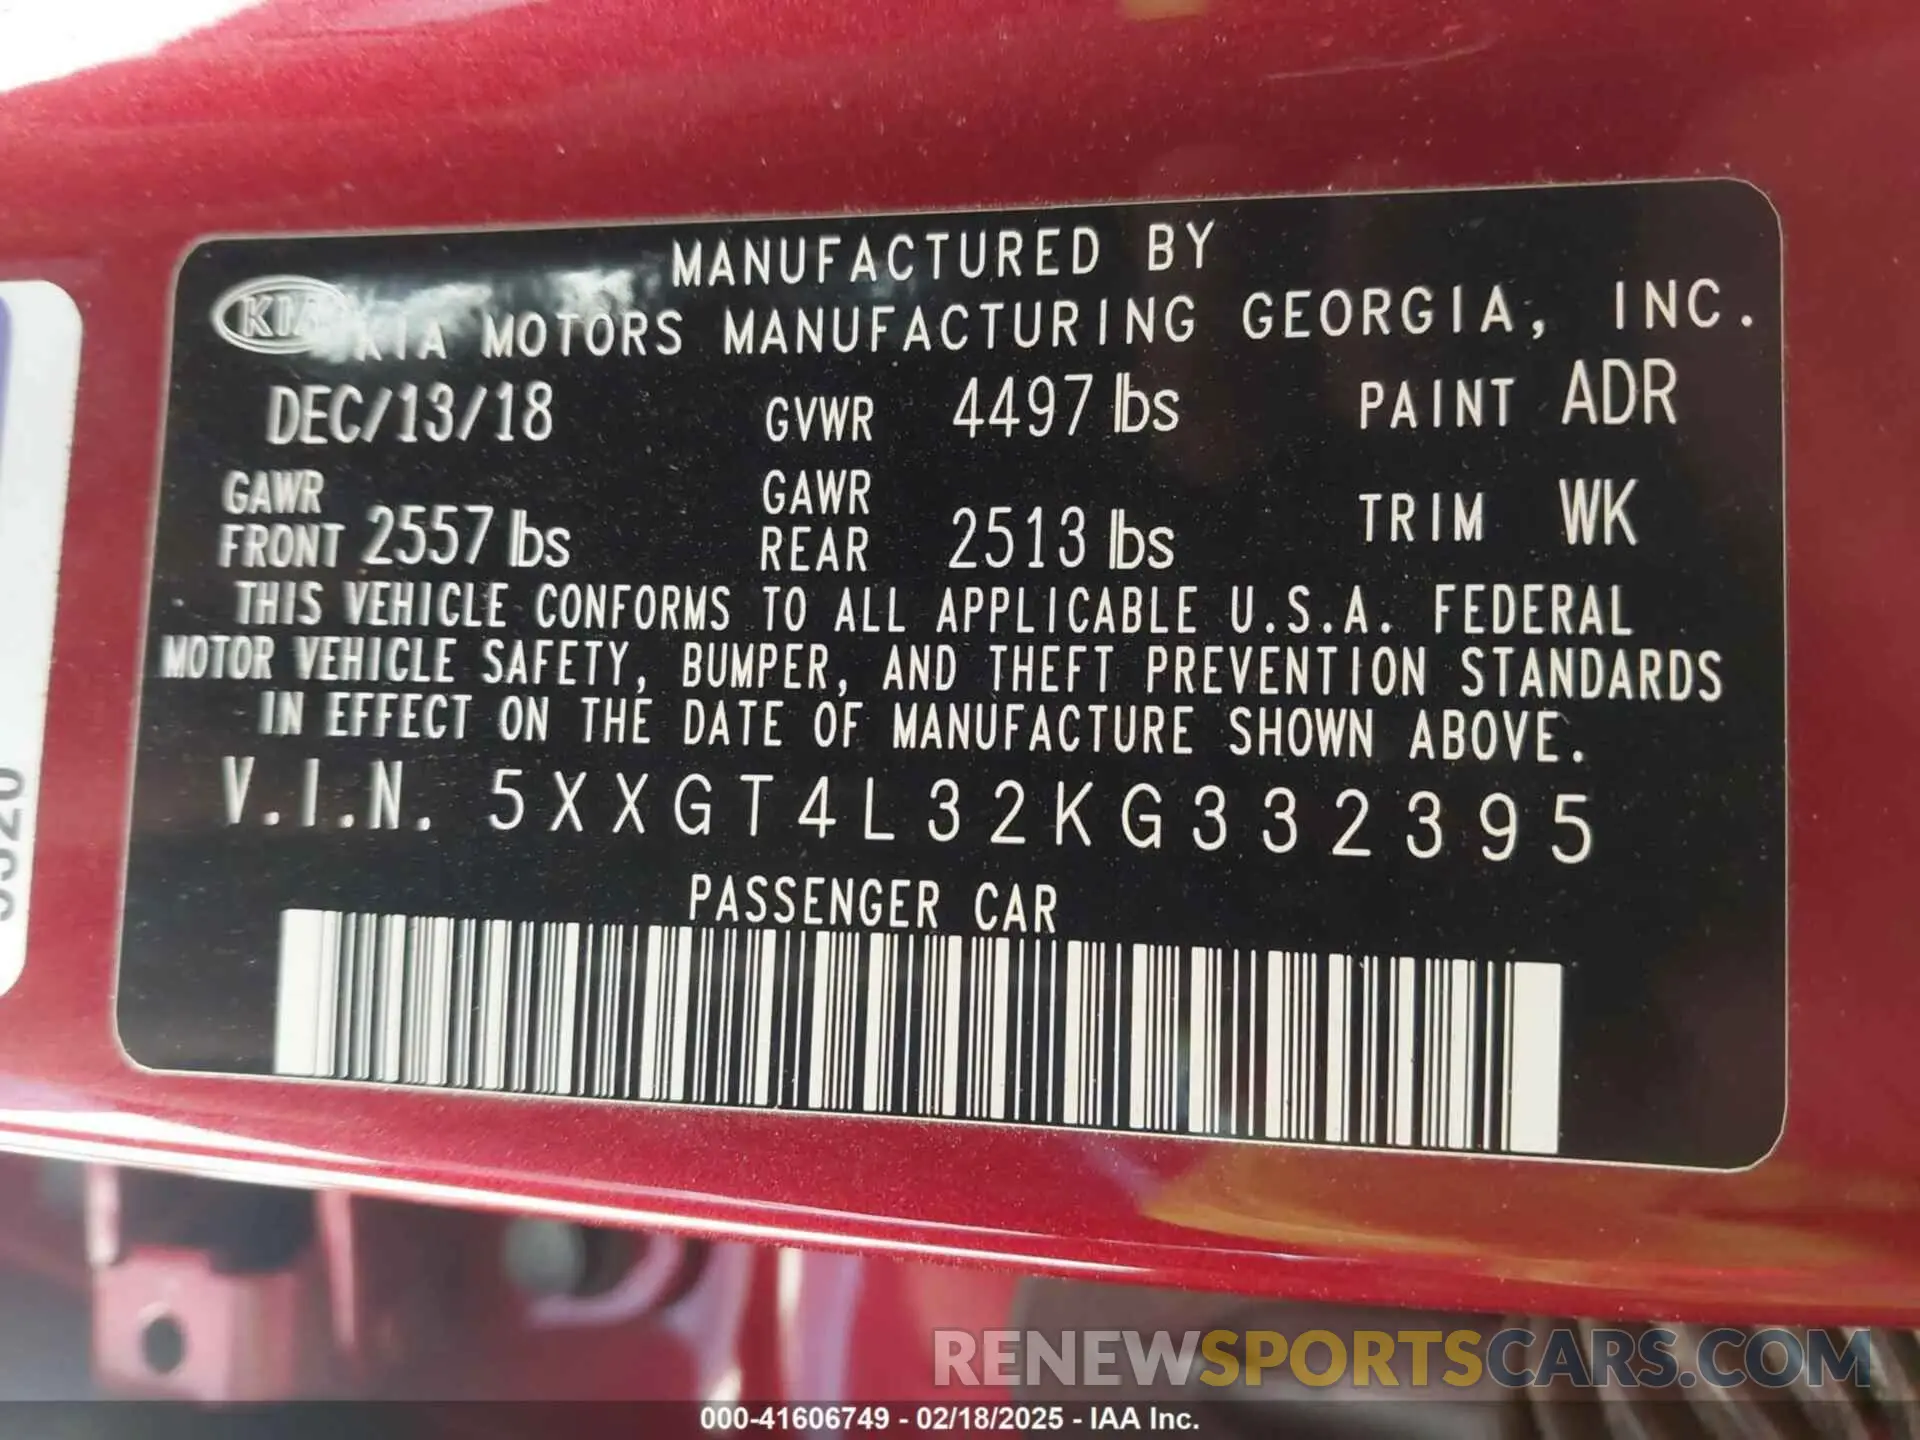 MANUFACTURED BY
KIA KIA MOTORS MANUFACTURING GEORGIA, INC.
DEC/13/18 GVWR 4497 lbs PAINT ADR
GAWR FRONT 2557 lbs GAWR REAR 2513 lbs TRIM WK
THIS VEHICLE CONFORMS TO ALL APPLICABLE U.S.A. FEDERAL
MOTOR VEHICLE SAFETY, BUMPER, AND THEFT PREVENTION STANDARDS
IN EFFECT ON THE DATE OF MANUFACTURE SHOWN ABOVE.
V.I.N. 5XXGT4L32KG332395
PASSENGER CAR
RENEWSPORTSCARS.COM
000-41606749 - 02/18/2025 - IAA Inc.